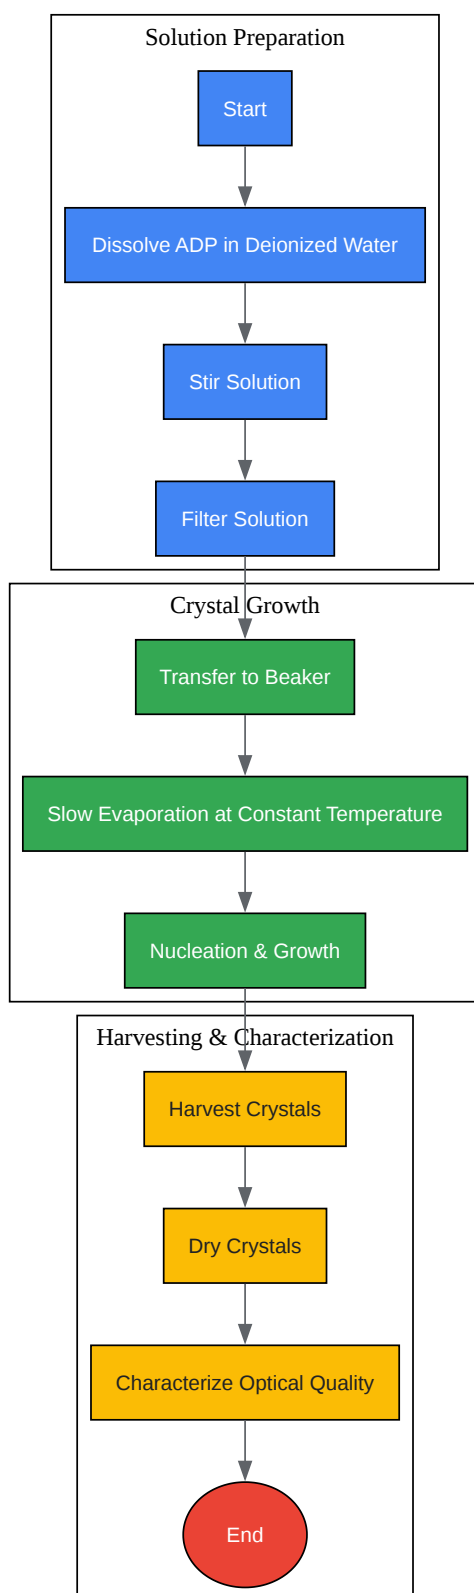 Solution Preparation
Start
Dissolve ADP in Deionized Water
Stir Solution
Filter Solution
Crystal Growth
Transfer to Beaker
Slow Evaporation at Constant Temperature
Nucleation & Growth
Harvesting & Characterization
Harvest Crystals
Dry Crystals
Characterize Optical Quality
End